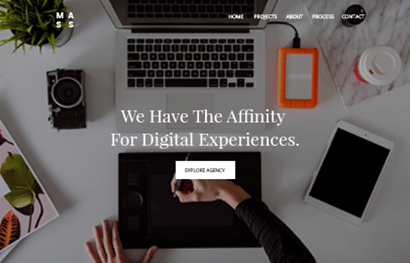 M A
S S
HOME PROJECTS ABOUT PROCESS CONTACT
We Have The Affinity
For Digital Experiences.
EXPLORE AGENCY